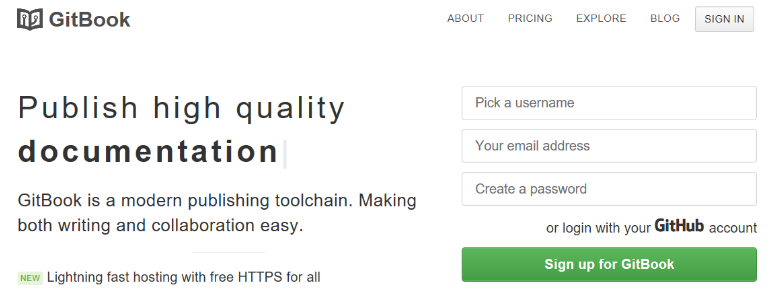 GitBook
ABOUT PRICING EXPLORE BLOG SIGN IN
Publish high quality
documentation
GitBook is a modern publishing toolchain. Making
both writing and collaboration easy.
NEW Lightning fast hosting with free HTTPS for all
Pick a username
Your email address
Create a password
or login with your GitHub account
Sign up for GitBook